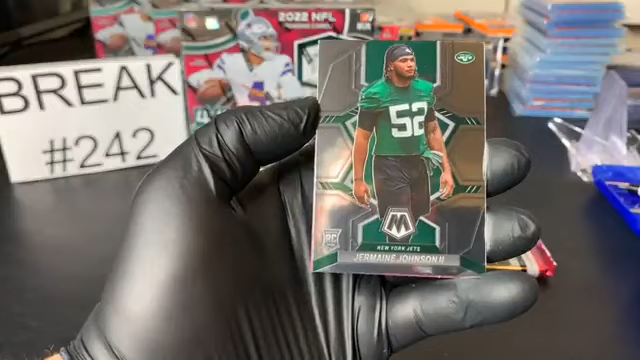 BREAK
#242
2022 NFL
52
M
RC
NEW YORK JETS
JERMAINE JOHNSON II